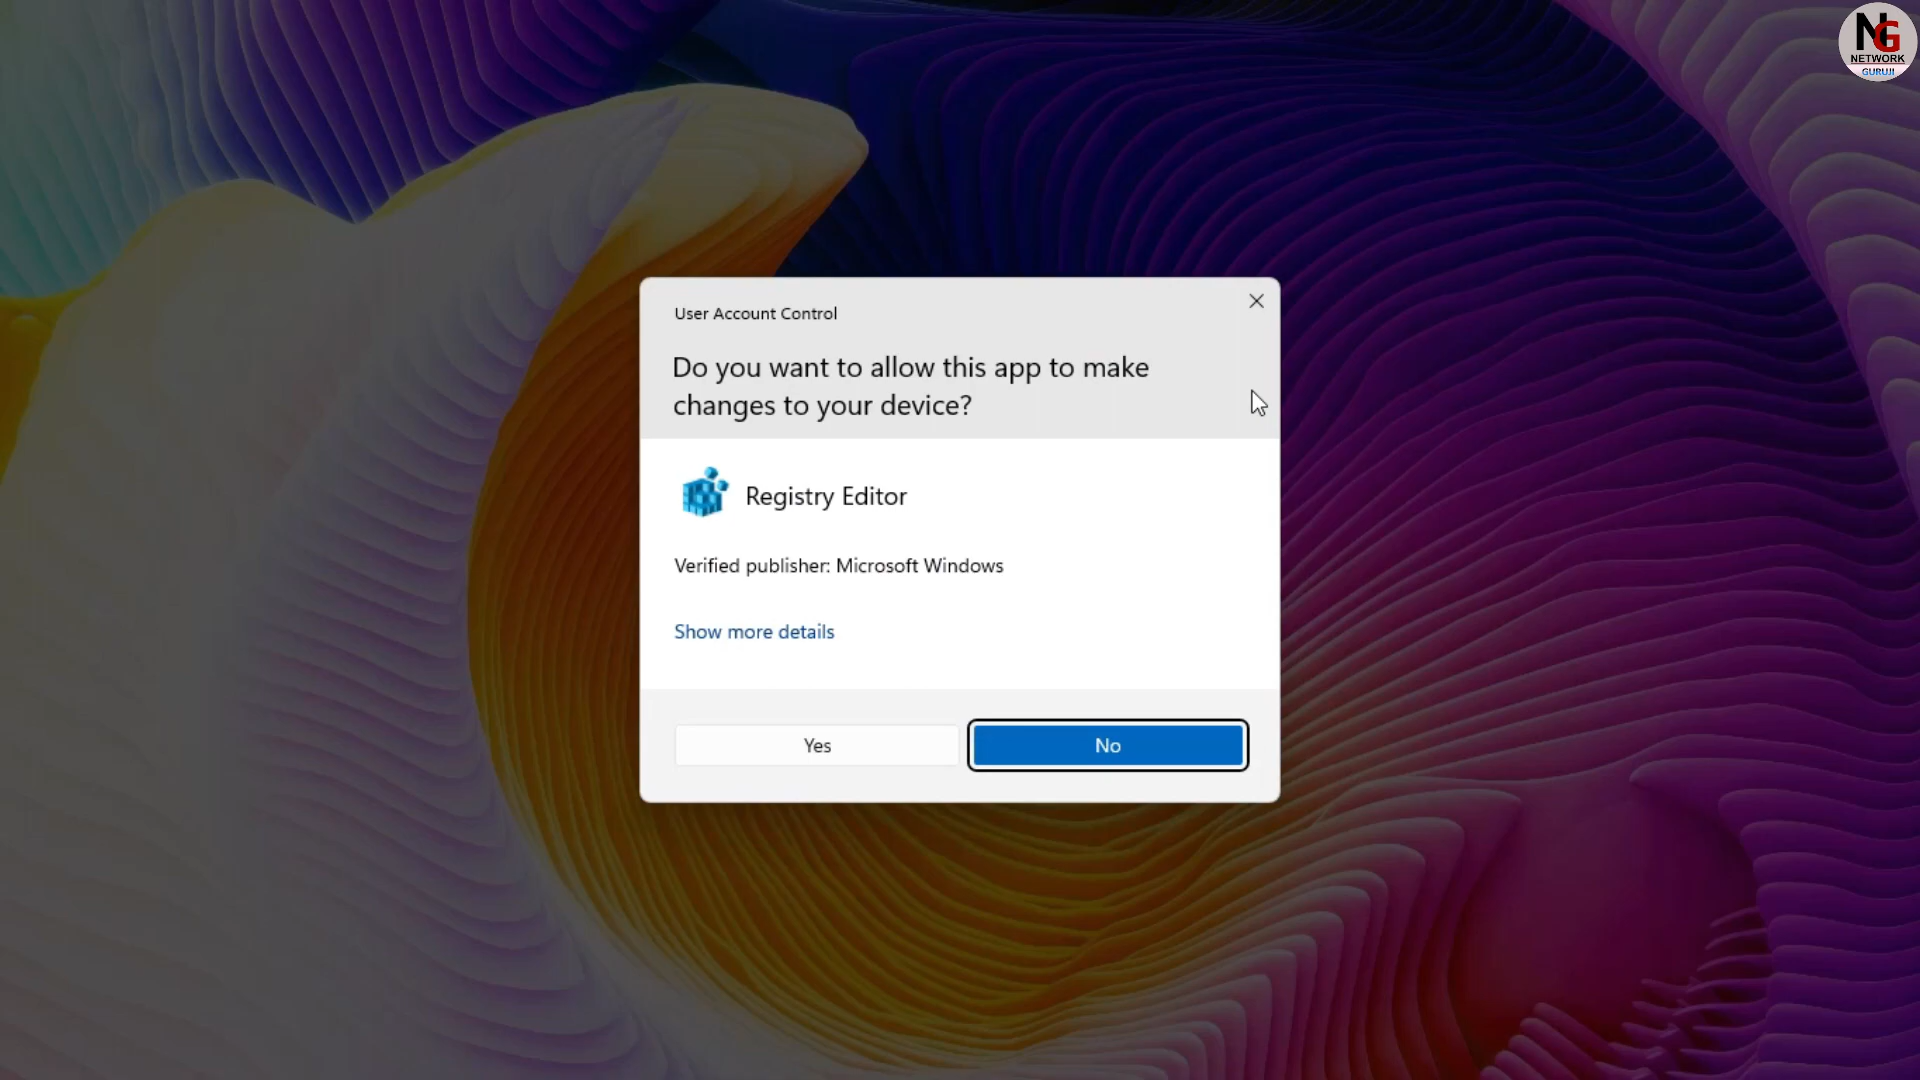 NG
NETWORK
GURUJI
User Account Control
Do you want to allow this app to make
changes to your device?
Registry Editor
Verified publisher: Microsoft Windows
Show more details
Yes
No